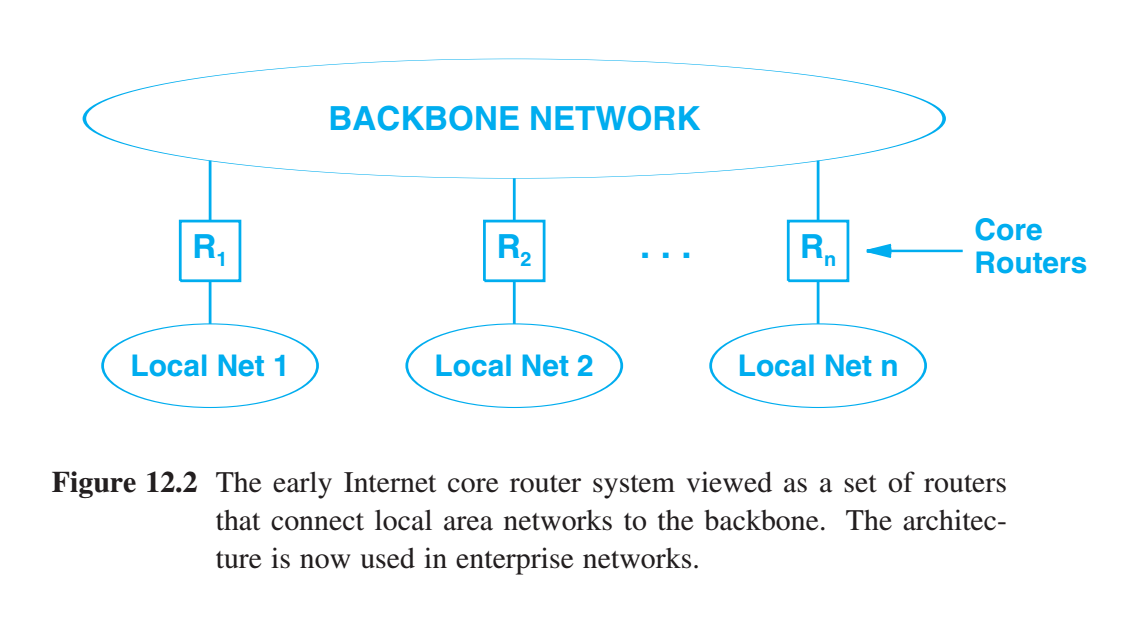 BACKBONE NETWORK
R1 R2 . . . Rn Core
Routers
Local Net 1 Local Net 2 Local Net n
Figure 12.2 The early Internet core router system viewed as a set of routers
that connect local area networks to the backbone. The architec-
ture is now used in enterprise networks.